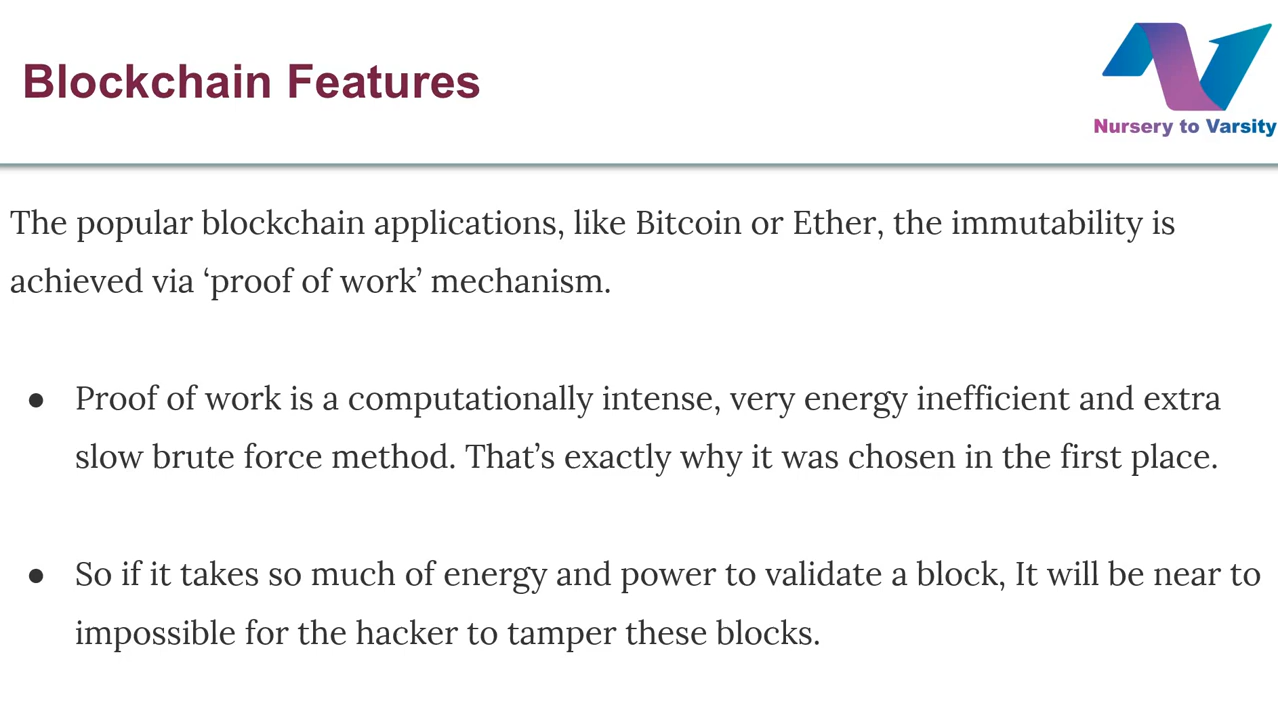 Blockchain Features
Nursery to Varsity
The popular blockchain applications, like Bitcoin or Ether, the immutability is
achieved via ‘proof of work’ mechanism.
● Proof of work is a computationally intense, very energy inefficient and extra
slow brute force method. That’s exactly why it was chosen in the first place.
● So if it takes so much of energy and power to validate a block, It will be near to
impossible for the hacker to tamper these blocks.